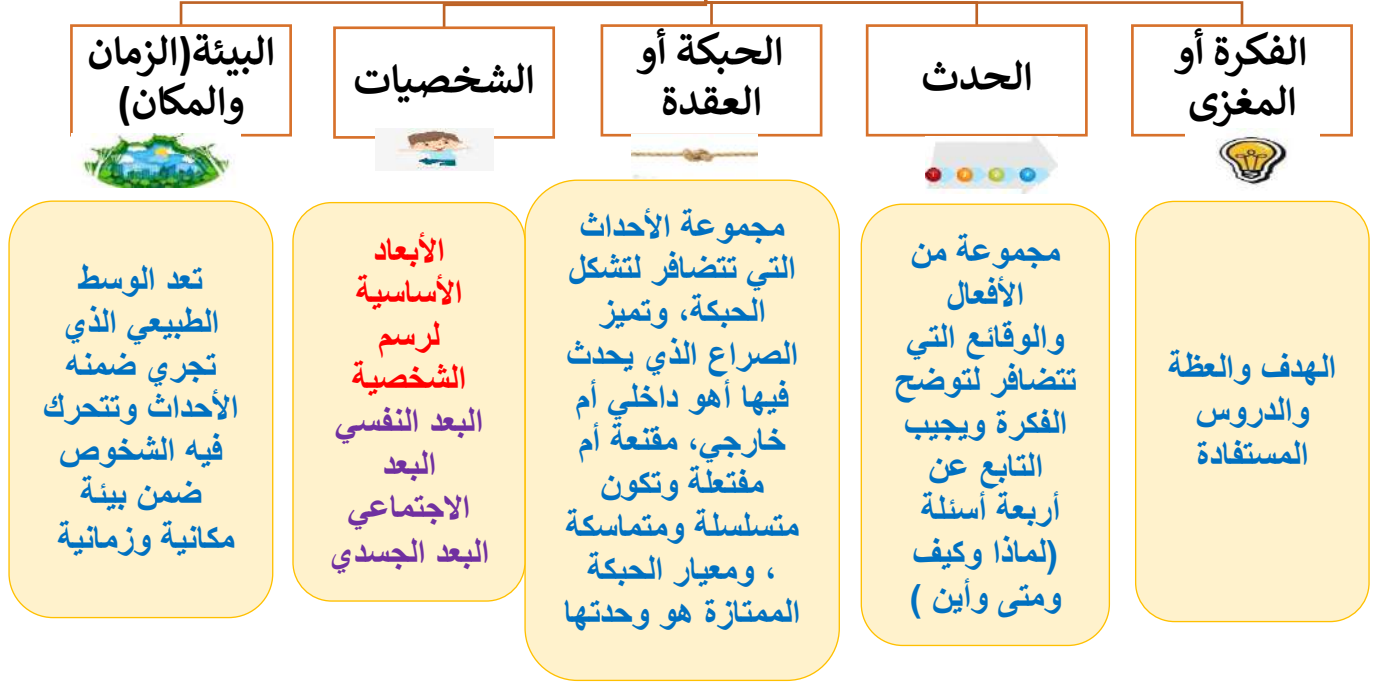 الفكرة أو
المغزى
الحدث
الحبكة أو
العقدة
الشخصيات
البيئة(الزمان
والمكان)
الهدف والعظة
والدروس
المستفادة
مجموعة من
الأفعال
والوقائع التي
تتضافر لتوضح
الفكرة ويجيب
التابع عن
أربعة أسئلة
(لماذا وكيف
ومتى وأين )
مجموعة الأحداث
التي تتضافر لتشكل
الحبكة، وتميز
الصراع الذي يحدث
فيها أهو داخلي أم
خارجي، مقنعة أم
مفتعلة وتكون
متسلسلة ومتماسكة
، ومعيار الحبكة
الممتازة هو وحدتها
الأبعاد
الأساسية
لرسم
الشخصية
البعد النفسي
البعد
الاجتماعي
البعد الجسدي
تعد الوسط
الطبيعي الذي
تجري ضمنه
الأحداث وتتحرك
فيه الشخوص
ضمن بيئة
مكانية وزمانية